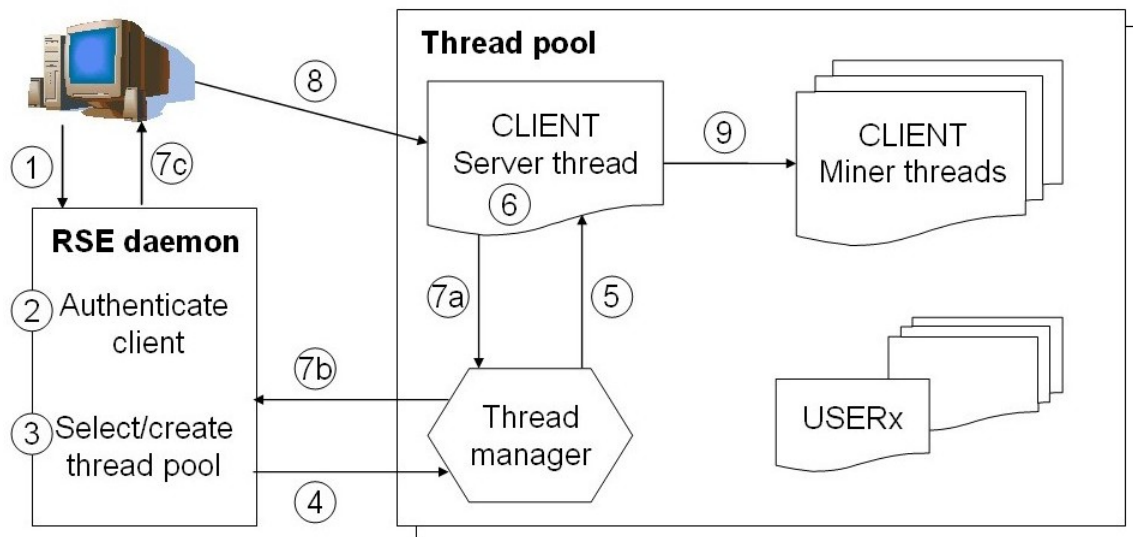 Thread pool
8
CLIENT
Server thread
6
9
CLIENT
Miner threads
1
7c
RSE daemon
2
Authenticate
client
3
Select/create
thread pool
7a
5
7b
4
Thread
manager
USERx